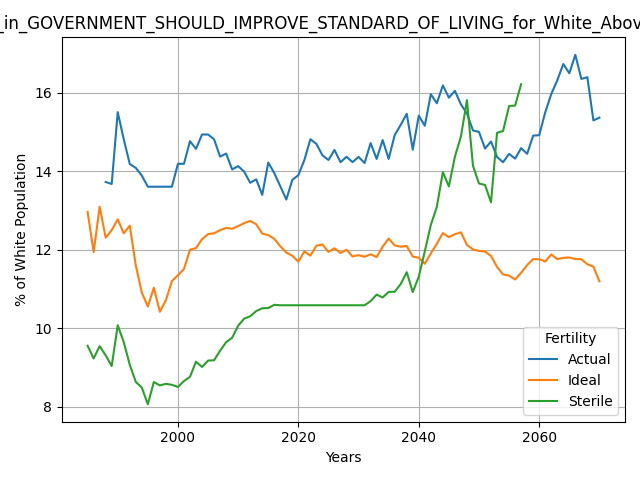 _in_GOVERNMENT_SHOULD_IMPROVE_STANDARD_OF_LIVING_for_White_Abov
16
14
12
10
8
% of White Population
2000
2020
2040
2060
Years
Fertility
Actual
Ideal
Sterile